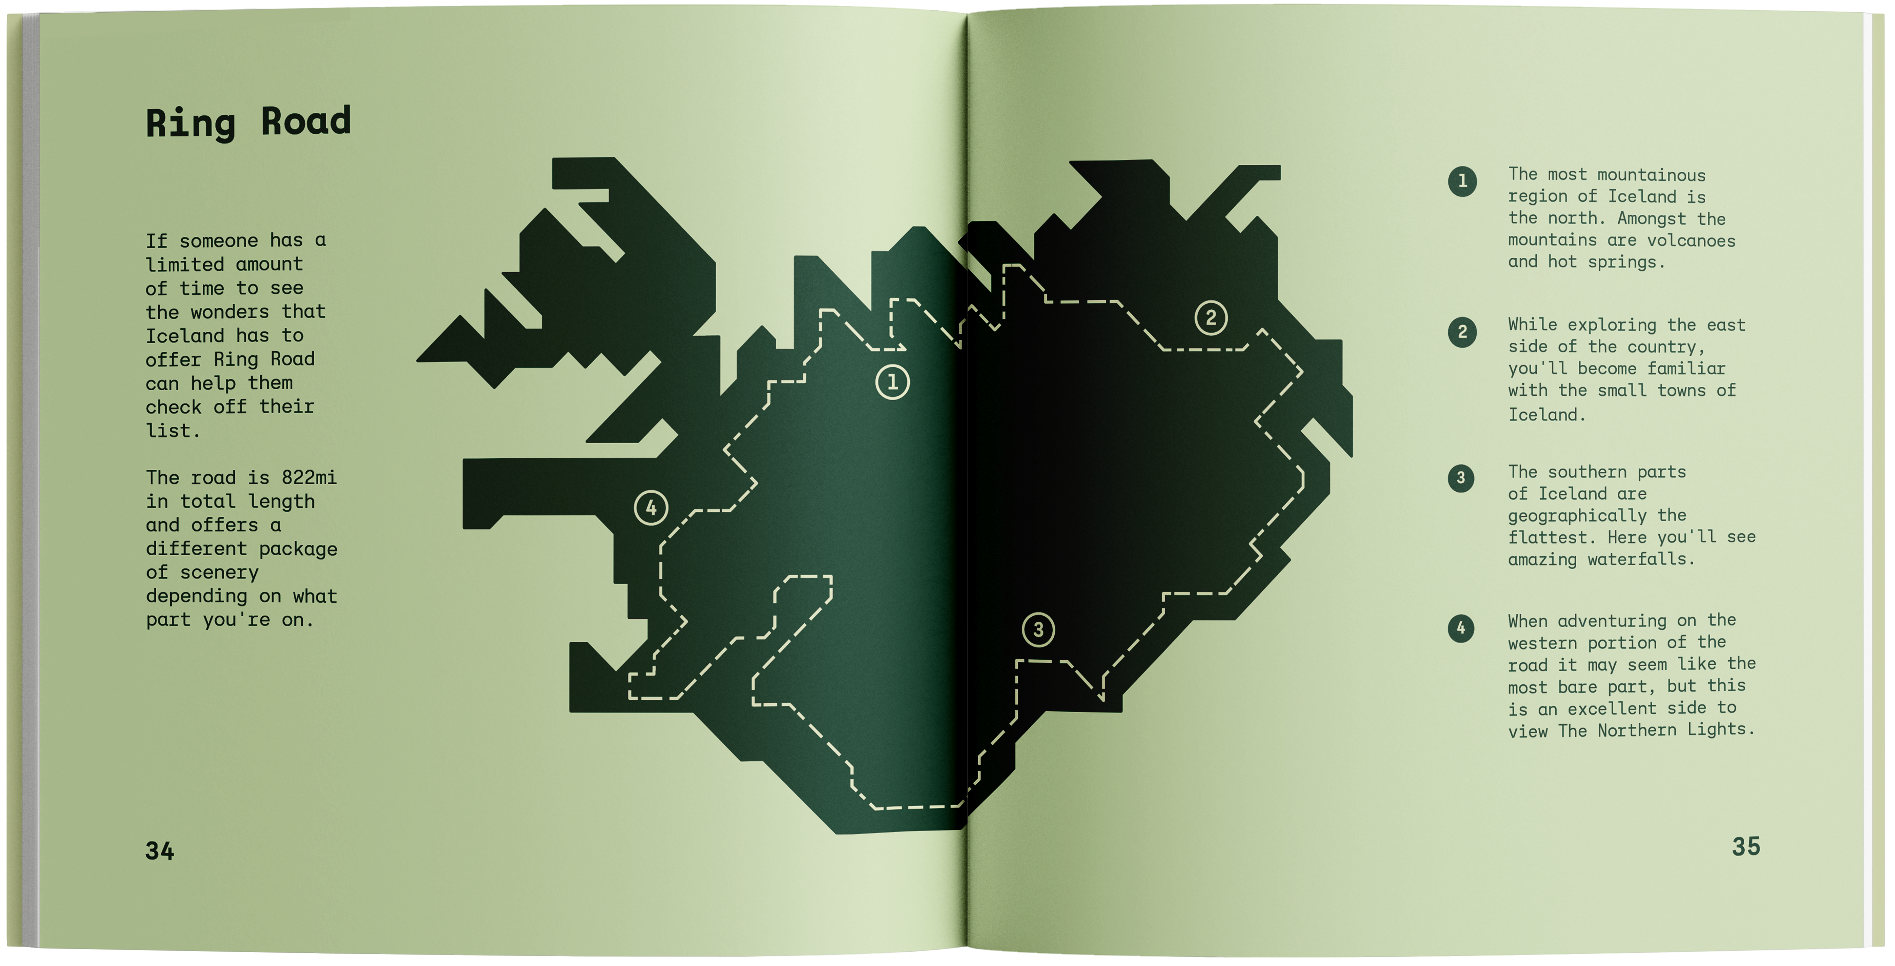 Ring Road
If someone has a
limited amount
of time to see
the wonders that
Iceland has to
offer Ring Road
can help them
check off their
list.
The road is 822mi
in total length
and offers a
different package
of scenery
depending on what
part you're on.
34
1
2
3
4
1
The most mountainous
region of Iceland is
the north. Amongst the
mountains are volcanoes
and hot springs.
2
While exploring the east
side of the country,
you'll become familiar
with the small towns of
Iceland.
3
The southern parts
of Iceland are
geographically the
flattest. Here you'll see
amazing waterfalls.
4
When adventuring on the
western portion of the
road it may seem like the
most bare part, but this
is an excellent side to
view The Northern Lights.
35